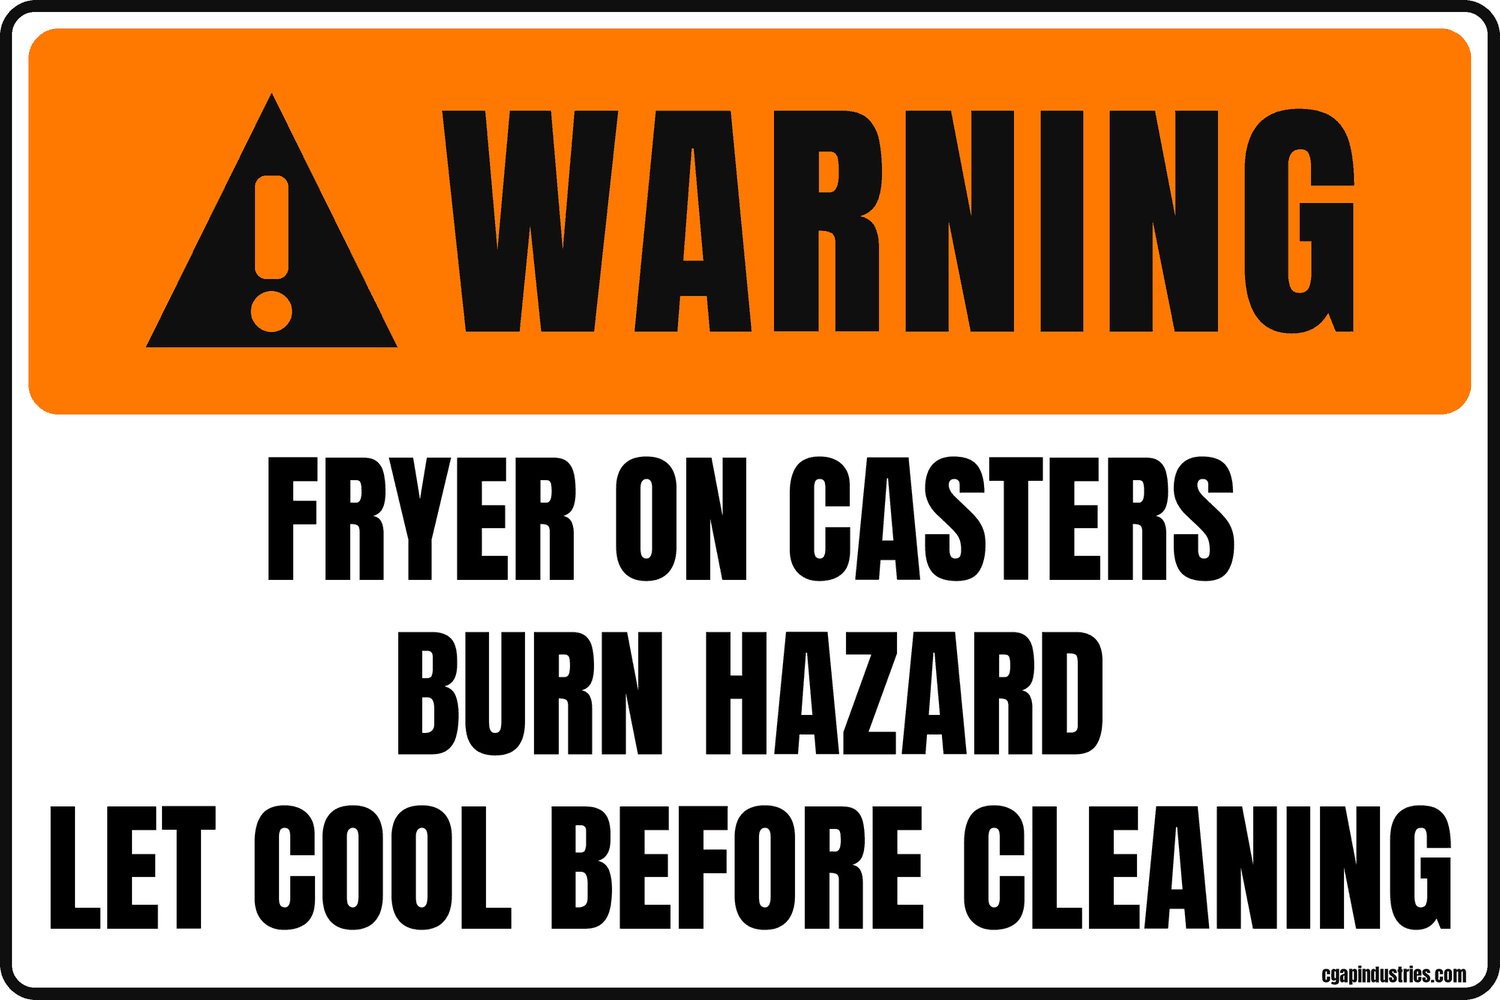 WARNING
FRYER ON CASTERS
BURN HAZARD
LET COOL BEFORE CLEANING
cgapindustries.com